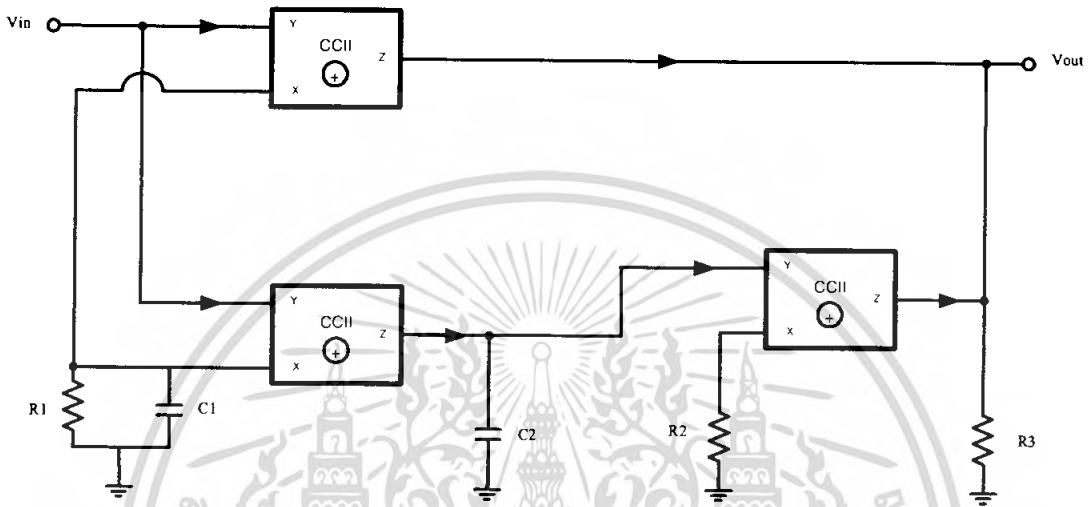 Vin
Y
CCII
+
X
Z
Vout
Y
CCII
+
X
Z
Y
CCII
+
X
Z
R1
C1
C2
R2
R3